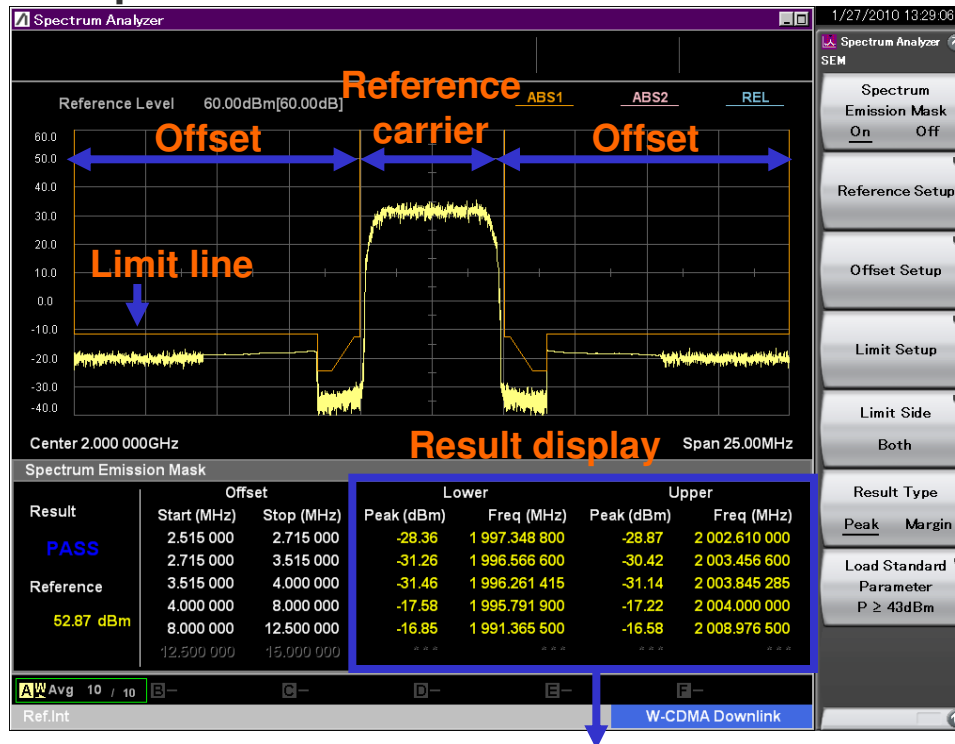 Spectrum Analyzer
1/27/2010 13:29:06
Spectrum Analyzer
SEM
Reference Level 60.00dBm[60.00dB]
ABS1 ABS2 REL
Reference
carrier
Offset
Offset
60.0
50.0
40.0
30.0
20.0
10.0
0.0
-10.0
-20.0
-30.0
-40.0
Limit line
Center 2.000 000GHz
Span 25.00MHz
Result display
Spectrum Emission Mask
Result
PASS
Reference
52.87 dBm
Offset Lower Upper
Start (MHz) Stop (MHz) Peak (dBm) Freq (MHz) Peak (dBm) Freq (MHz)
2.515 000 2.715 000 -28.36 1 997.348 800 -28.87 2 002.610 000
2.715 000 3.515 000 -31.26 1 996.566 600 -30.42 2 003.456 600
3.515 000 4.000 000 -31.46 1 996.261 415 -31.14 2 003.845 285
4.000 000 8.000 000 -17.58 1 995.791 900 -17.22 2 004.000 000
8.000 000 12.500 000 -16.85 1 991.365 500 -16.58 2 008.976 500
12.500 000 15.000 000 *** *** *** ***
A W Avg 10 / 10 B- C- D- E- F-
Ref.Int
W-CDMA Downlink
Spectrum
Emission Mask
On Off
Reference Setup
Offset Setup
Limit Setup
Limit Side
Both
Result Type
Peak Margin
Load Standard
Parameter
P ≥ 43dBm